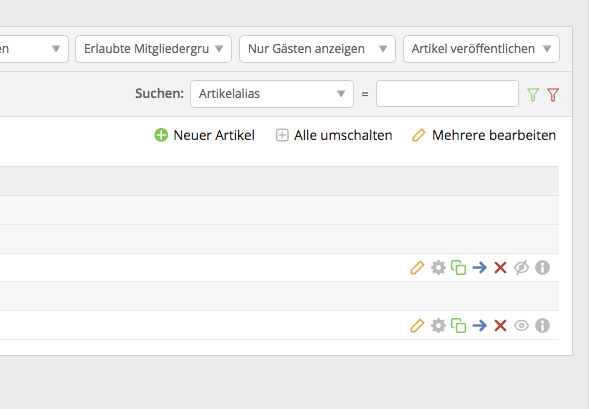 en Erlaubte Mitgliedergru Nur Gästen anzeigen Artikel veröffentlichen
Suchen: Artikelalias =
Neuer Artikel Alle umschalten Mehrere bearbeiten